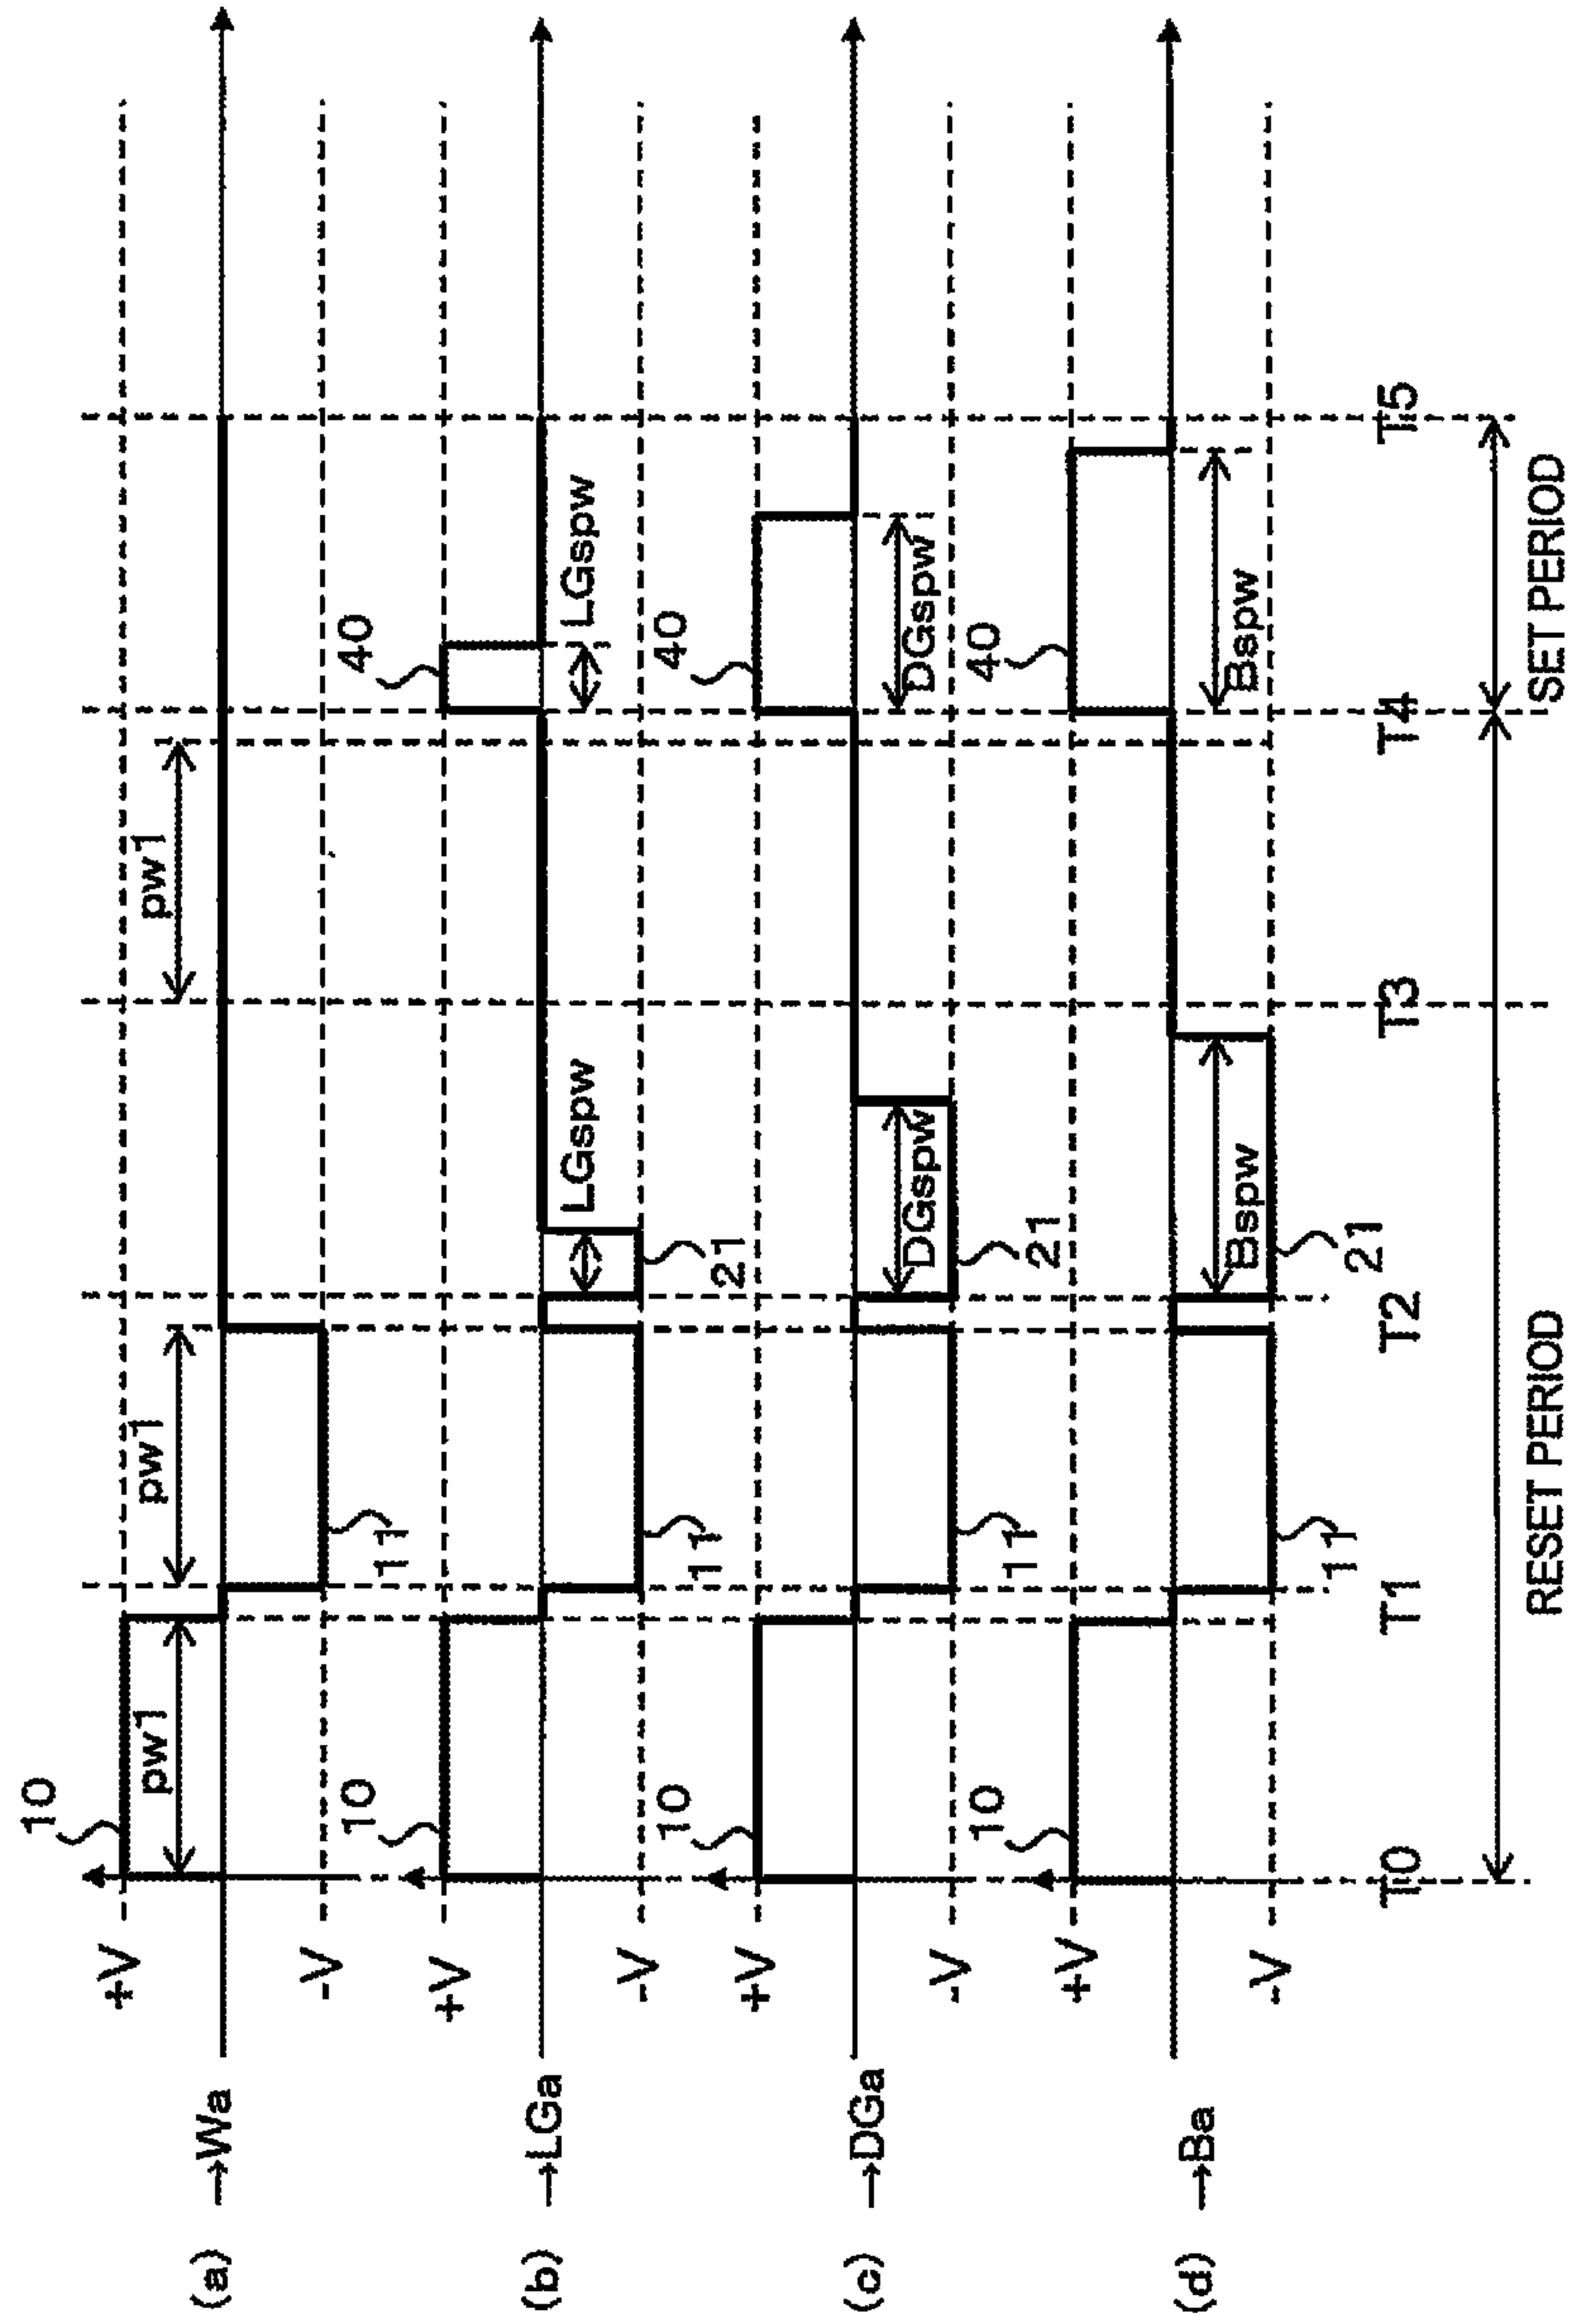 (a) →Wa
+V
-V
10
pw1
pw1
11
pw1
(b) →LGa
+V
-V
10
11
21
LGspw
40
LGspw
(c) →DGa
+V
-V
10
11
21
DGspw
40
DGspw
(d) →Ba
+V
-V
10
11
21
Bspw
40
Bspw
T0
T1
T2
T3
T4
T5
RESET PERIOD
SET PERIOD